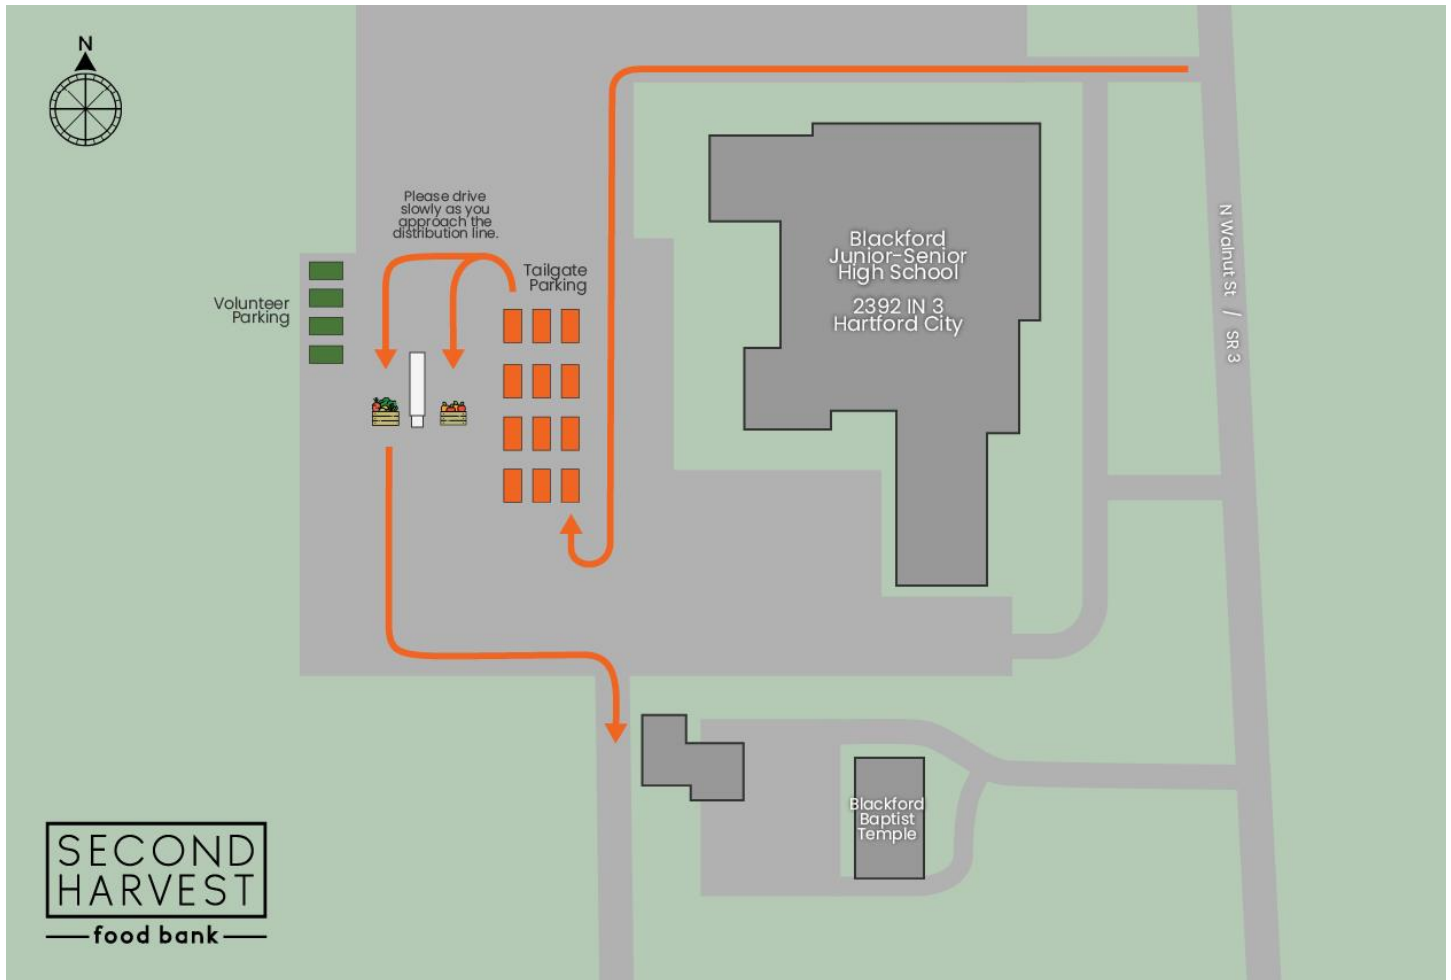 N
Please drive
slowly as you
approach the
distribution line.
Tailgate
Parking
Volunteer
Parking
Blackford
Junior-Senior
High School
2392 IN 3
Hartford City
N Walnut St / SR 3
Blackford
Baptist
Temple
SECOND
HARVEST
food bank